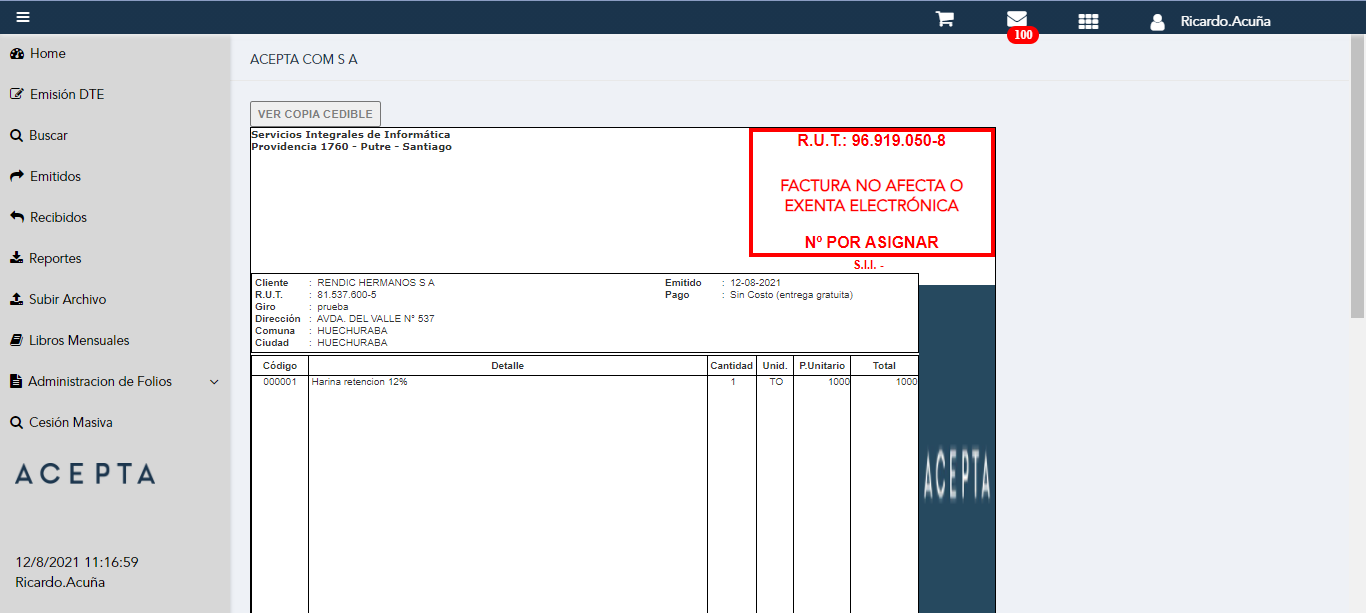 Ricardo.Acuña
100
Home
Emisión DTE
Buscar
Emitidos
Recibidos
Reportes
Subir Archivo
Libros Mensuales
Administracion de Folios
Cesión Masiva
ACEPTA
12/8/2021 11:16:59
Ricardo.Acuña
ACEPTA COM S A
VER COPIA CEDIBLE
Servicios Integrales de Informática
Providencia 1760 - Putre - Santiago
R.U.T.: 96.919.050-8
FACTURA NO AFECTA O
EXENTA ELECTRÓNICA
Nº POR ASIGNAR
S.I.I. -
Cliente : RENDIC HERMANOS S A Emitido : 12-08-2021
R.U.T. : 81.537.600-5 Pago : Sin Costo (entrega gratuita)
Giro : prueba
Dirección : AVDA. DEL VALLE N° 537
Comuna : HUECHURABA
Ciudad : HUECHURABA
Código Detalle Cantidad Unid. P.Unitario Total
000001 Harina retencion 12% 1 TO 1000 1000
ACEPTA